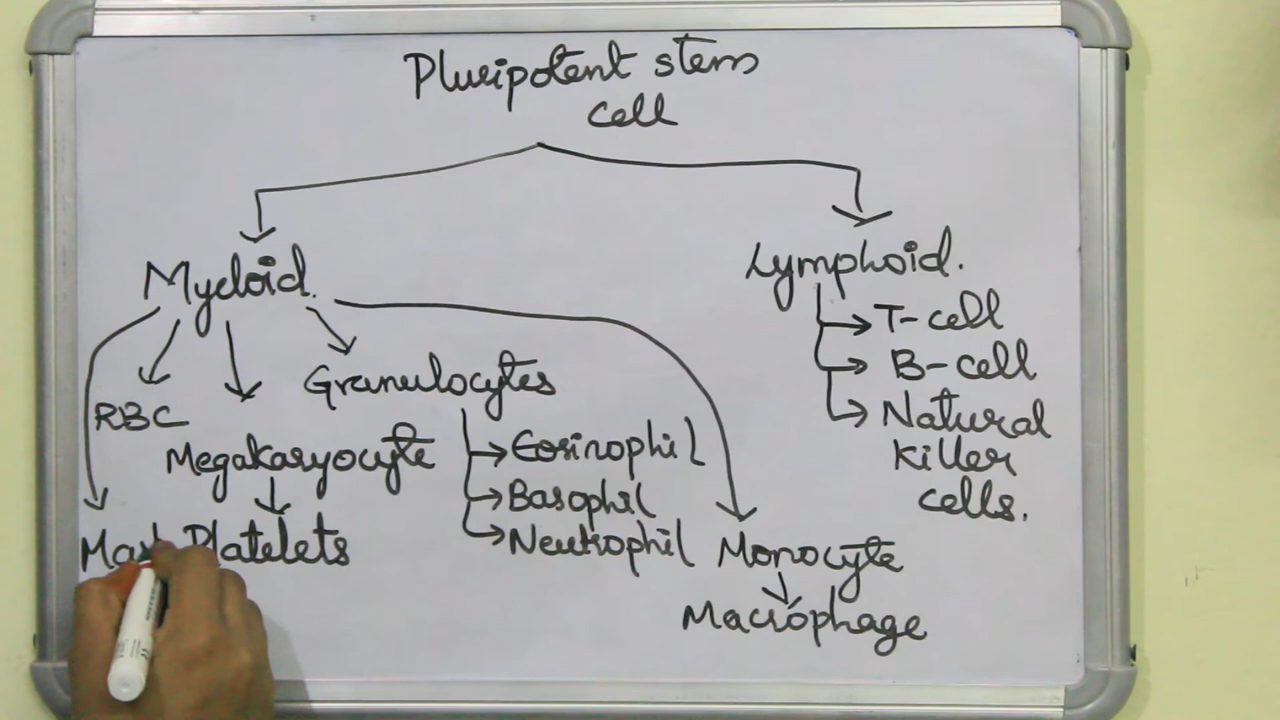 Pluripotent stem
cell
Myeloid.
Lymphoid.
T-cell
B-cell
Natural
killer
cells.
RBC
Granulocytes
Megakaryocyte
Eosinophil
Basophil
Neutrophil
Platelets
Monocyte
Macrophage